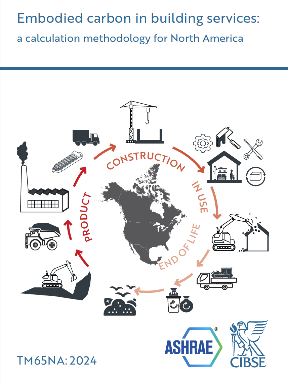 Embodied carbon in building services:
a calculation methodology for North America
CONSTRUCTION
IN USE
END OF LIFE
PRODUCT
TM65NA: 2024
ASHRAE
CIBSE